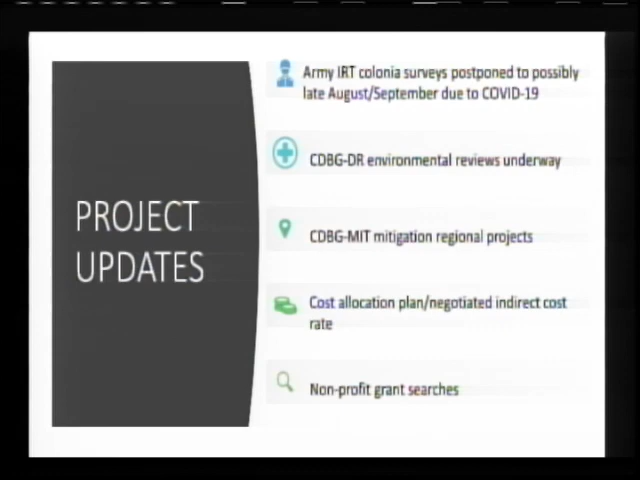 PROJECT
UPDATES
Army IRT colonia surveys postponed to possibly
late August/September due to COVID-19
CDBG-DR environmental reviews underway
CDBG-MIT mitigation regional projects
Cost allocation plan/negotiated indirect cost
rate
Non-profit grant searches